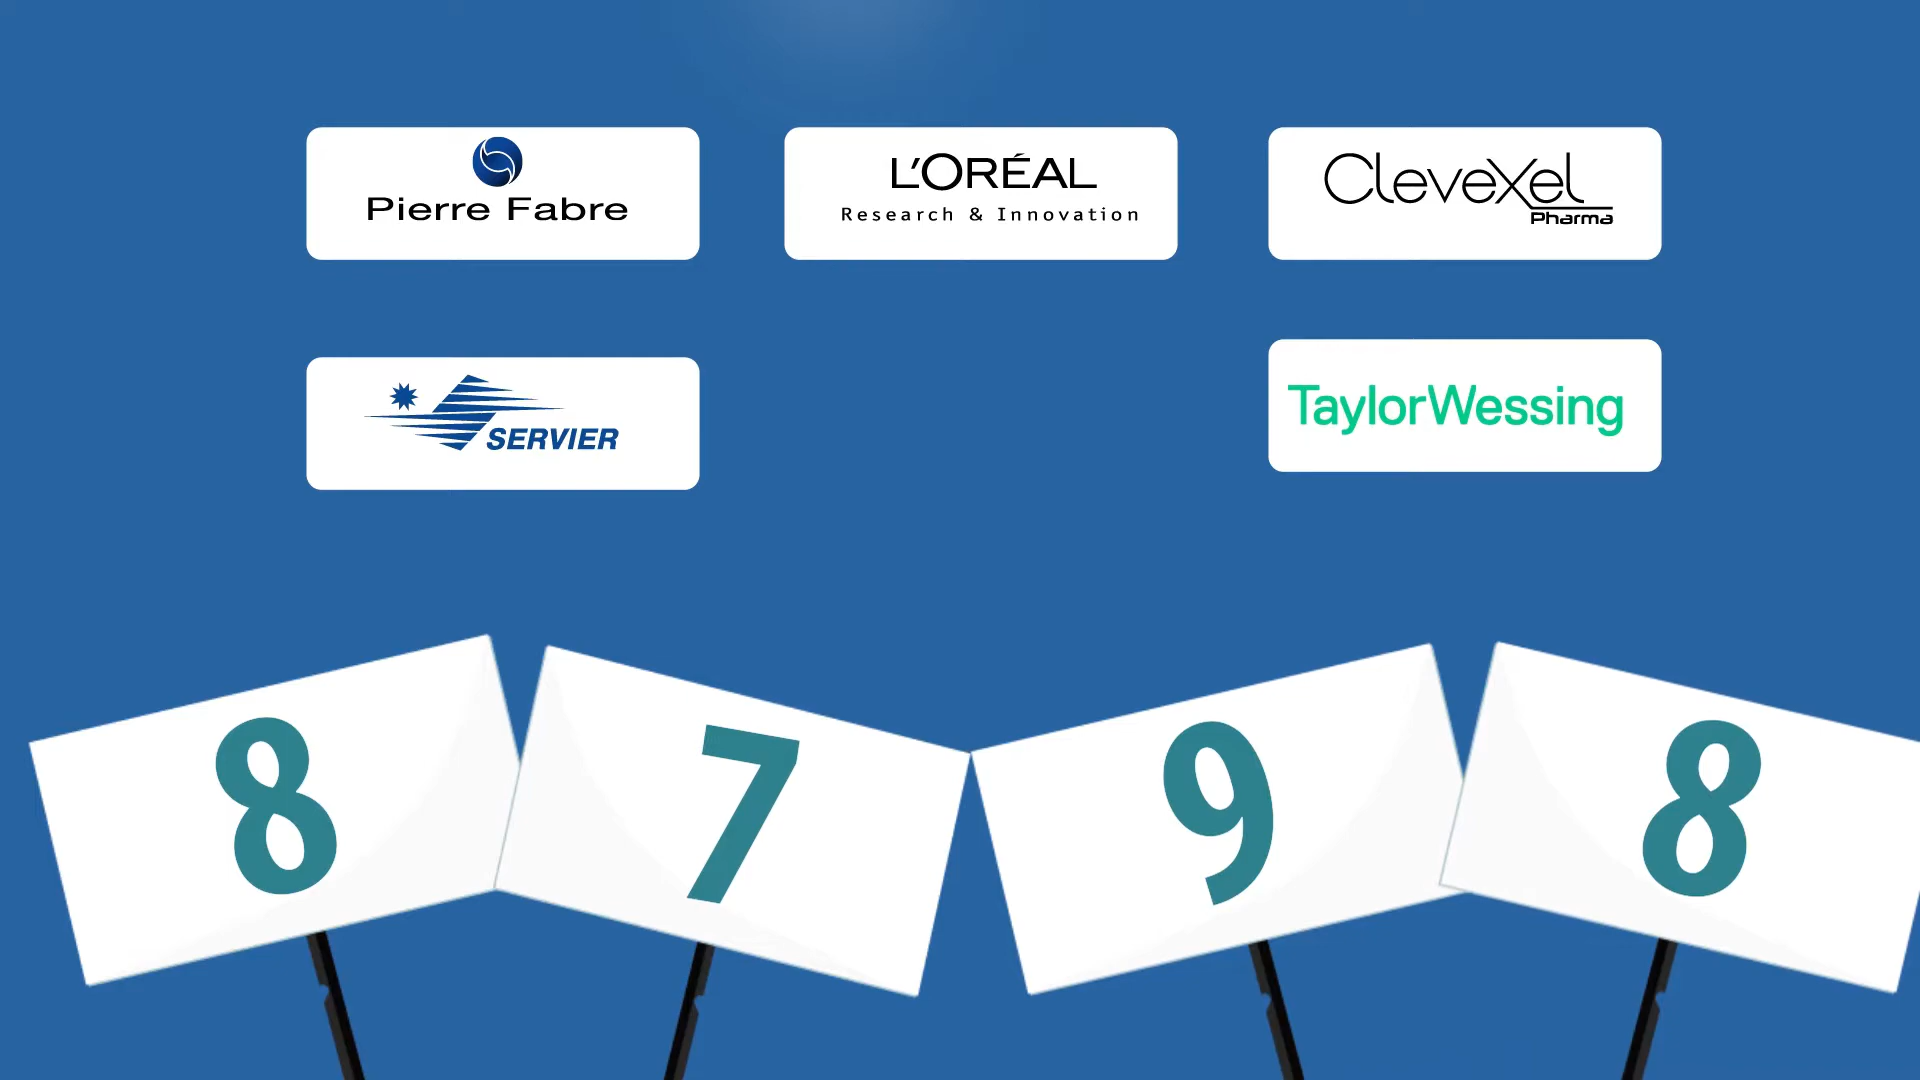 Pierre Fabre
L'ORÉAL
Research & Innovation
Clevexel
Pharma
SERVIER
TaylorWessing
8
7
9
8